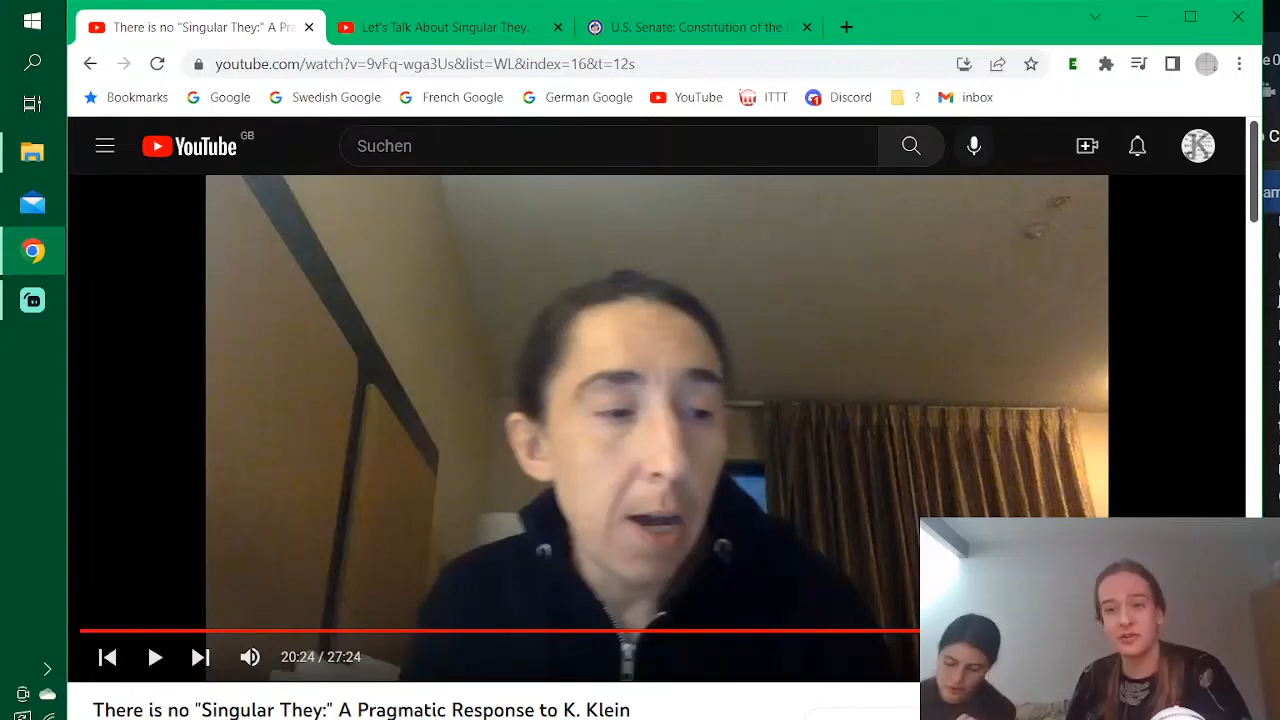 There is no "Singular They:" A Pr
Let's Talk About Singular They.
U.S. Senate: Constitution of the
youtube.com/watch?v=9vFq-wga3Us&list=WL&index=16&t=12s
Bookmarks Google Swedish Google French Google German Google YouTube ITTT Discord ? inbox
YouTube GB
Suchen
20:24 / 27:24
There is no "Singular They:" A Pragmatic Response to K. Klein